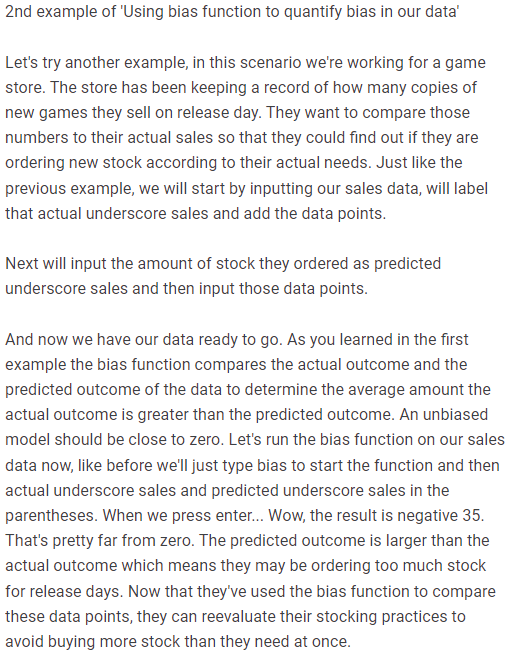 2nd example of 'Using bias function to quantify bias in our data'
Let's try another example, in this scenario we're working for a game
store. The store has been keeping a record of how many copies of
new games they sell on release day. They want to compare those
numbers to their actual sales so that they could find out if they are
ordering new stock according to their actual needs. Just like the
previous example, we will start by inputting our sales data, will label
that actual underscore sales and add the data points.
Next will input the amount of stock they ordered as predicted
underscore sales and then input those data points.
And now we have our data ready to go. As you learned in the first
example the bias function compares the actual outcome and the
predicted outcome of the data to determine the average amount the
actual outcome is greater than the predicted outcome. An unbiased
model should be close to zero. Let's run the bias function on our sales
data now, like before we'll just type bias to start the function and then
actual underscore sales and predicted underscore sales in the
parentheses. When we press enter... Wow, the result is negative 35.
That's pretty far from zero. The predicted outcome is larger than the
actual outcome which means they may be ordering too much stock
for release days. Now that they've used the bias function to compare
these data points, they can reevaluate their stocking practices to
avoid buying more stock than they need at once.